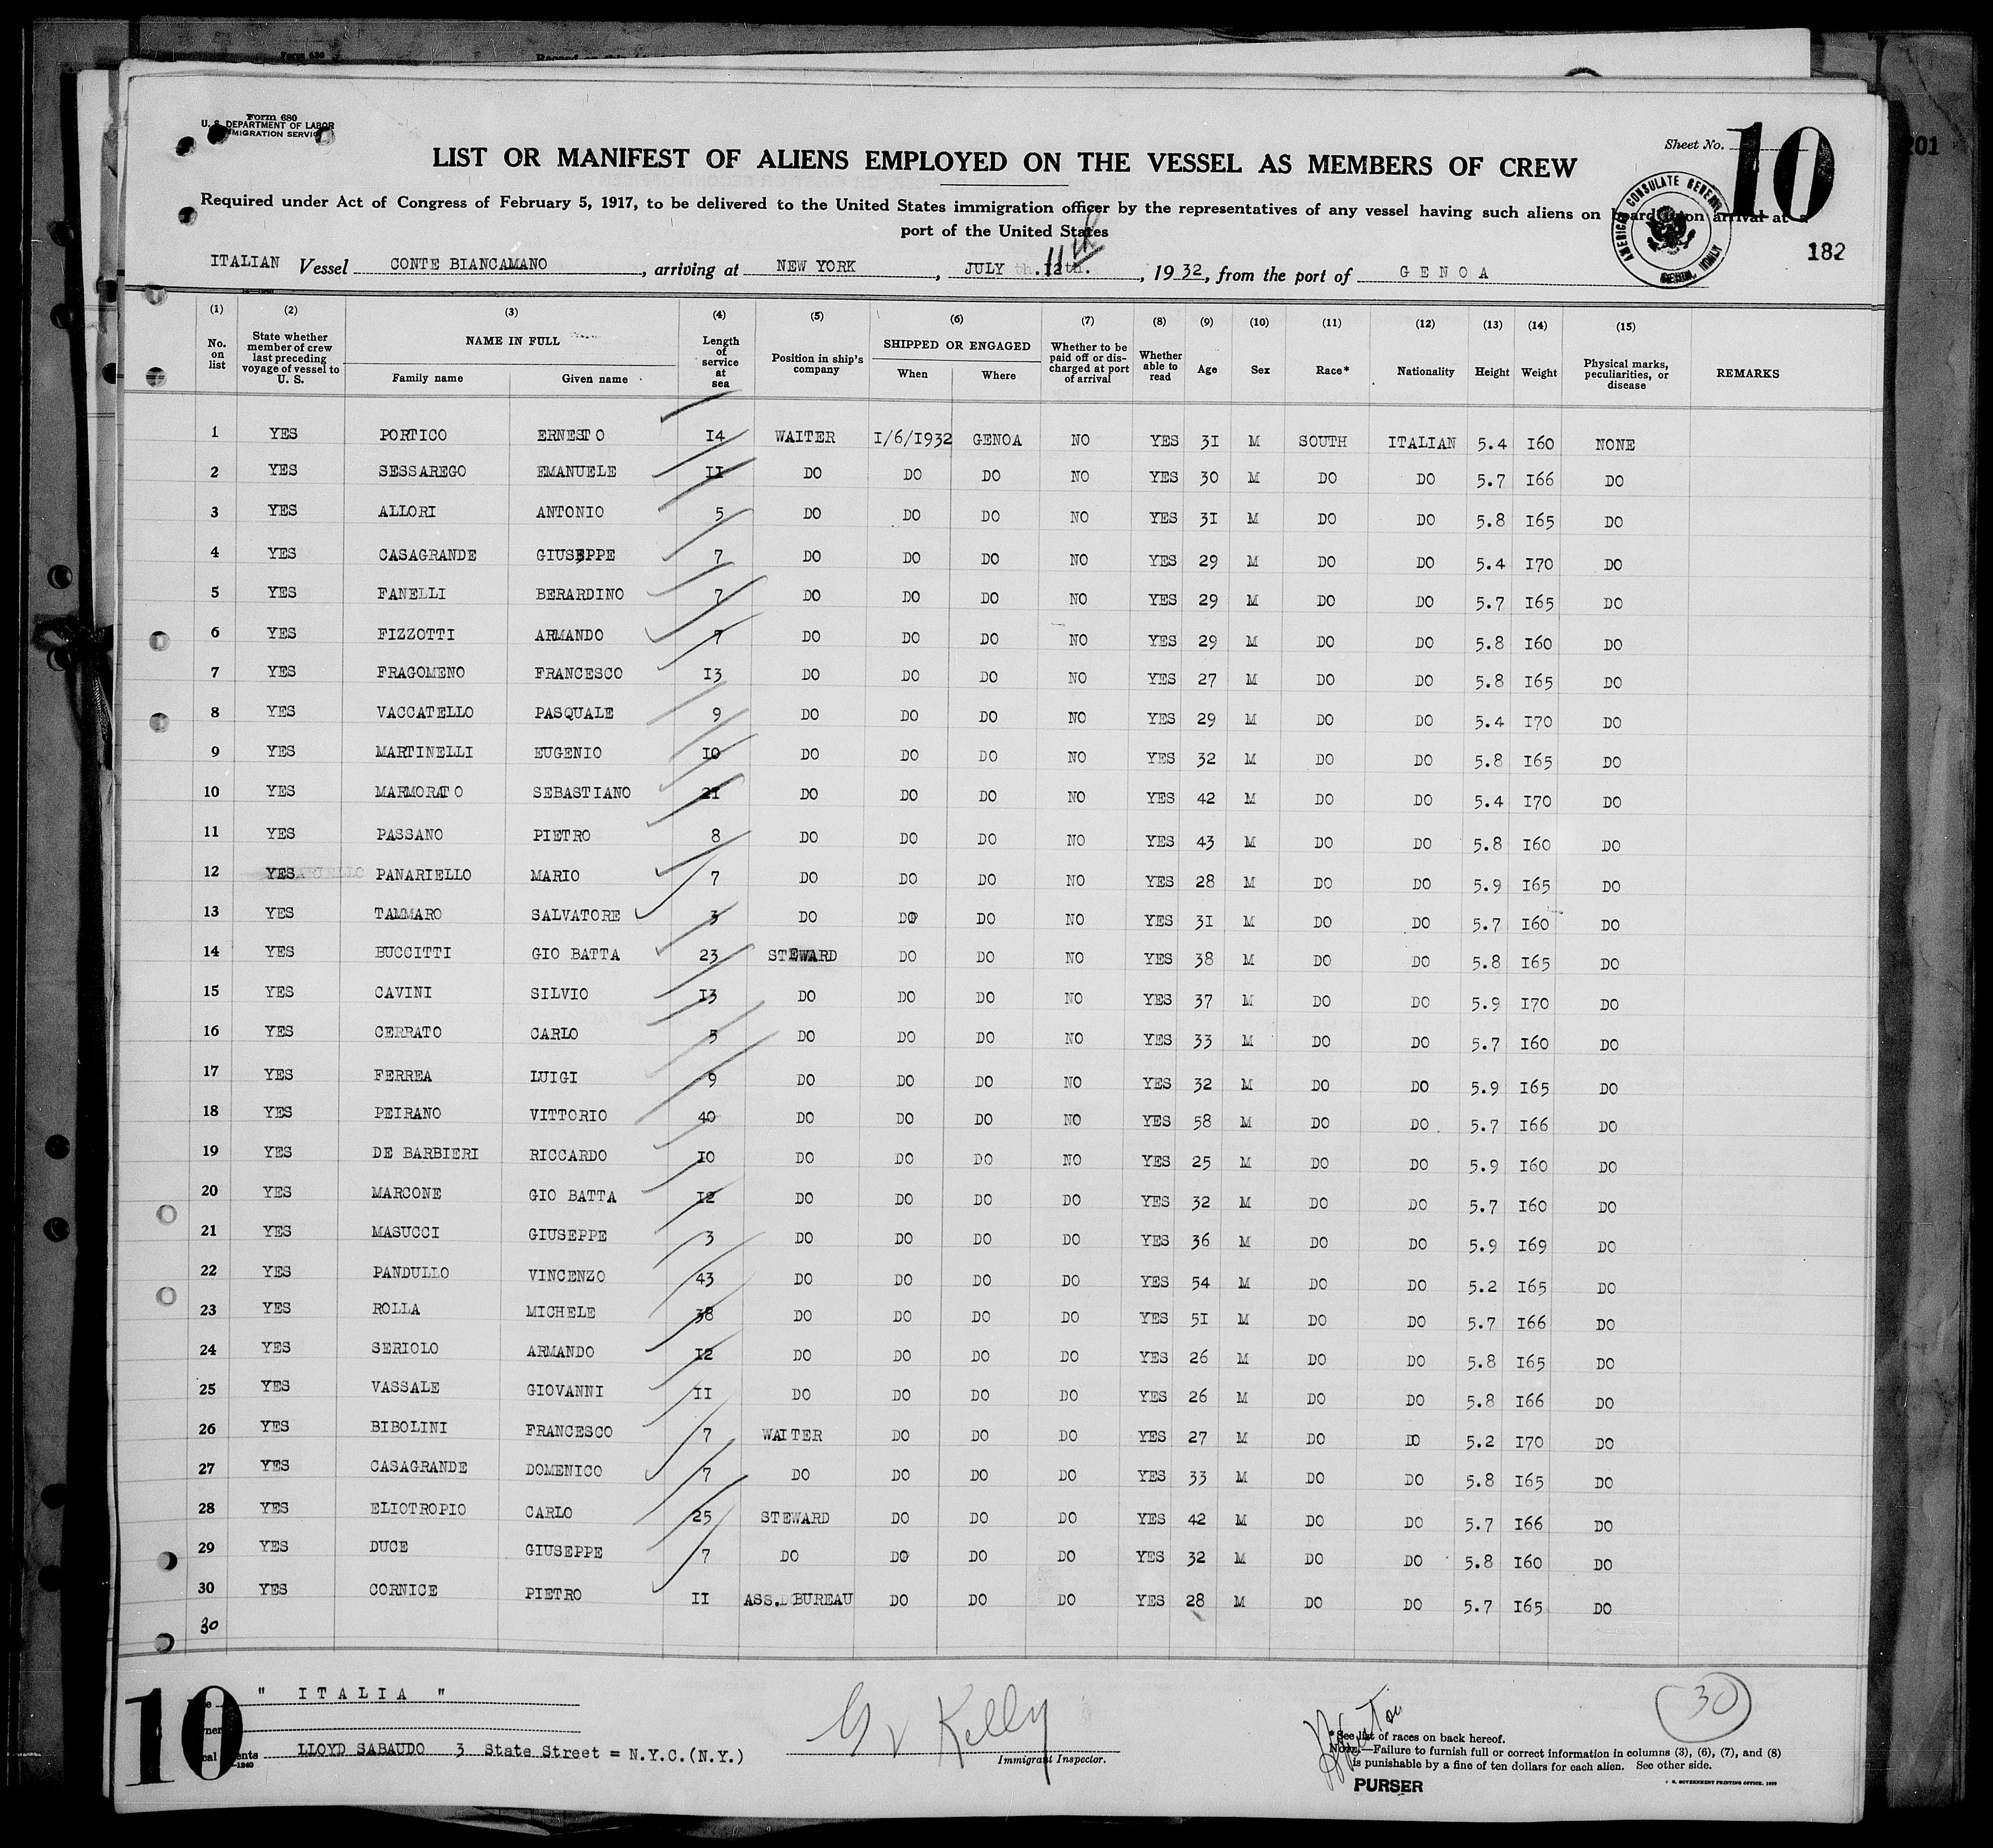 Form 680
U. S. DEPARTMENT OF LABOR
IMMIGRATION SERVICE
Sheet No. 10
201
LIST OR MANIFEST OF ALIENS EMPLOYED ON THE VESSEL AS MEMBERS OF CREW
Required under Act of Congress of February 5, 1917, to be delivered to the United States immigration officer by the representatives of any vessel having such aliens on board upon arrival at a
port of the United States
AMERICAN CONSULATE GENERAL
182
ITALIAN Vessel CONTE BIANCAMANO, arriving at NEW YORK, JULY 11th 12th., 1932, from the port of GENOA
(1) (2) (3) (4) (5) (6) (7) (8) (9) (10) (11) (12) (13) (14) (15)
No. on list State whether member of crew last preceding voyage of vessel to U. S. NAME IN FULL Family name Given name Length of service at sea Position in ship's company SHIPPED OR ENGAGED When Where Whether to be paid off or discharged at port of arrival Whether able to read Age Sex Race* Nationality Height Weight Physical marks, peculiarities, or disease REMARKS
1 YES PORTICO ERNESTO 14 WAITER 1/6/1932 GENOA NO YES 31 M SOUTH ITALIAN 5.4 160 NONE
2 YES SESSAREGO EMANUELE 11 DO DO DO NO YES 30 M DO DO 5.7 166 DO
3 YES ALLORI ANTONIO 5 DO DO DO NO YES 31 M DO DO 5.8 165 DO
4 YES CASAGRANDE GIUSEPPE 7 DO DO DO NO YES 29 M DO DO 5.4 170 DO
5 YES FANELLI BERARDINO 7 DO DO DO NO YES 29 M DO DO 5.7 165 DO
6 YES FIZZOTTI ARMANDO 7 DO DO DO NO YES 29 M DO DO 5.8 160 DO
7 YES FRAGOMENO FRANCESCO 13 DO DO DO NO YES 27 M DO DO 5.8 165 DO
8 YES VACCATELLO PASQUALE 9 DO DO DO NO YES 29 M DO DO 5.4 170 DO
9 YES MARTINELLI EUGENIO 10 DO DO DO NO YES 32 M DO DO 5.8 165 DO
10 YES MARMORATO SEBASTIANO 21 DO DO DO NO YES 42 M DO DO 5.4 170 DO
11 YES PASSANO PIETRO 8 DO DO DO NO YES 43 M DO DO 5.8 160 DO
12 YES PANARIELLO MARIO 7 DO DO DO NO YES 28 M DO DO 5.9 165 DO
13 YES TAMMARO SALVATORE 3 DO DO DO NO YES 31 M DO DO 5.7 160 DO
14 YES BUCCITTI GIO BATTA 23 STEWARD DO DO NO YES 38 M DO DO 5.8 165 DO
15 YES CAVINI SILVIO 13 DO DO DO NO YES 37 M DO DO 5.9 170 DO
16 YES CERRATO CARLO 5 DO DO DO NO YES 33 M DO DO 5.7 160 DO
17 YES FERREA LUIGI 9 DO DO DO NO YES 32 M DO DO 5.9 165 DO
18 YES PEIRANO VITTORIO 40 DO DO DO NO YES 58 M DO DO 5.7 166 DO
19 YES DE BARBIERI RICCARDO 10 DO DO DO NO YES 25 M DO DO 5.9 160 DO
20 YES MARCONE GIO BATTA 12 DO DO DO DO YES 32 M DO DO 5.7 160 DO
21 YES MASUCCI GIUSEPPE 3 DO DO DO DO YES 36 M DO DO 5.9 169 DO
22 YES PANDULLO VINCENZO 43 DO DO DO DO YES 54 M DO DO 5.2 165 DO
23 YES ROLLA MICHELE 38 DO DO DO DO YES 51 M DO DO 5.7 166 DO
24 YES SERIOLO ARMANDO 12 DO DO DO DO YES 26 M DO DO 5.8 165 DO
25 YES VASSALE GIOVANNI 11 DO DO DO DO YES 26 M DO DO 5.8 166 DO
26 YES BIBOLINI FRANCESCO 7 WAITER DO DO DO YES 27 M DO DO 5.2 170 DO
27 YES CASAGRANDE DOMENICO 7 DO DO DO DO YES 33 M DO DO 5.8 165 DO
28 YES ELIOTROPIO CARLO 25 STEWARD DO DO DO YES 42 M DO DO 5.7 166 DO
29 YES DUCE GIUSEPPE 7 DO DO DO DO YES 32 M DO DO 5.8 160 DO
30 YES CORNICE PIETRO 11 ASS.D BUREAU DO DO DO YES 28 M DO DO 5.7 165 DO
30
10
" ITALIA "
LLOYD SABAUDO 3 State Street = N.Y.C.(N.Y.)
Kelly
Immigrant Inspector.
30
*See list of races on back hereof.
NOTE.—Failure to furnish full or correct information in columns (3), (6), (7), and (8)
is punishable by a fine of ten dollars for each alien. See other side.
PURSER
U. S. GOVERNMENT PRINTING OFFICE